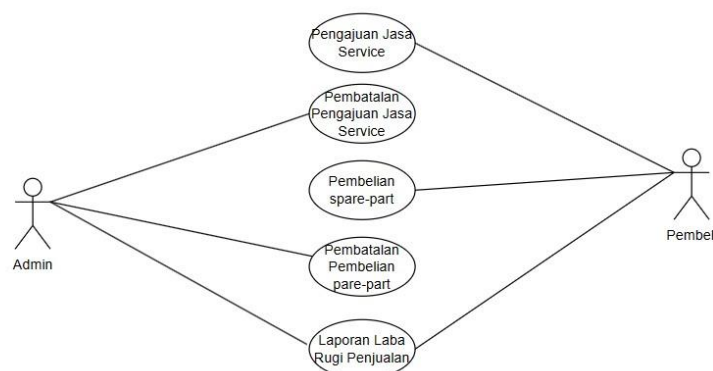 Pengajuan Jasa
Service
Pembatalan
Pengajuan Jasa
Service
Pembelian
spare-part
Pembatalan
Pembelian
pare-part
Laporan Laba
Rugi Penjualan
Admin
Pembel